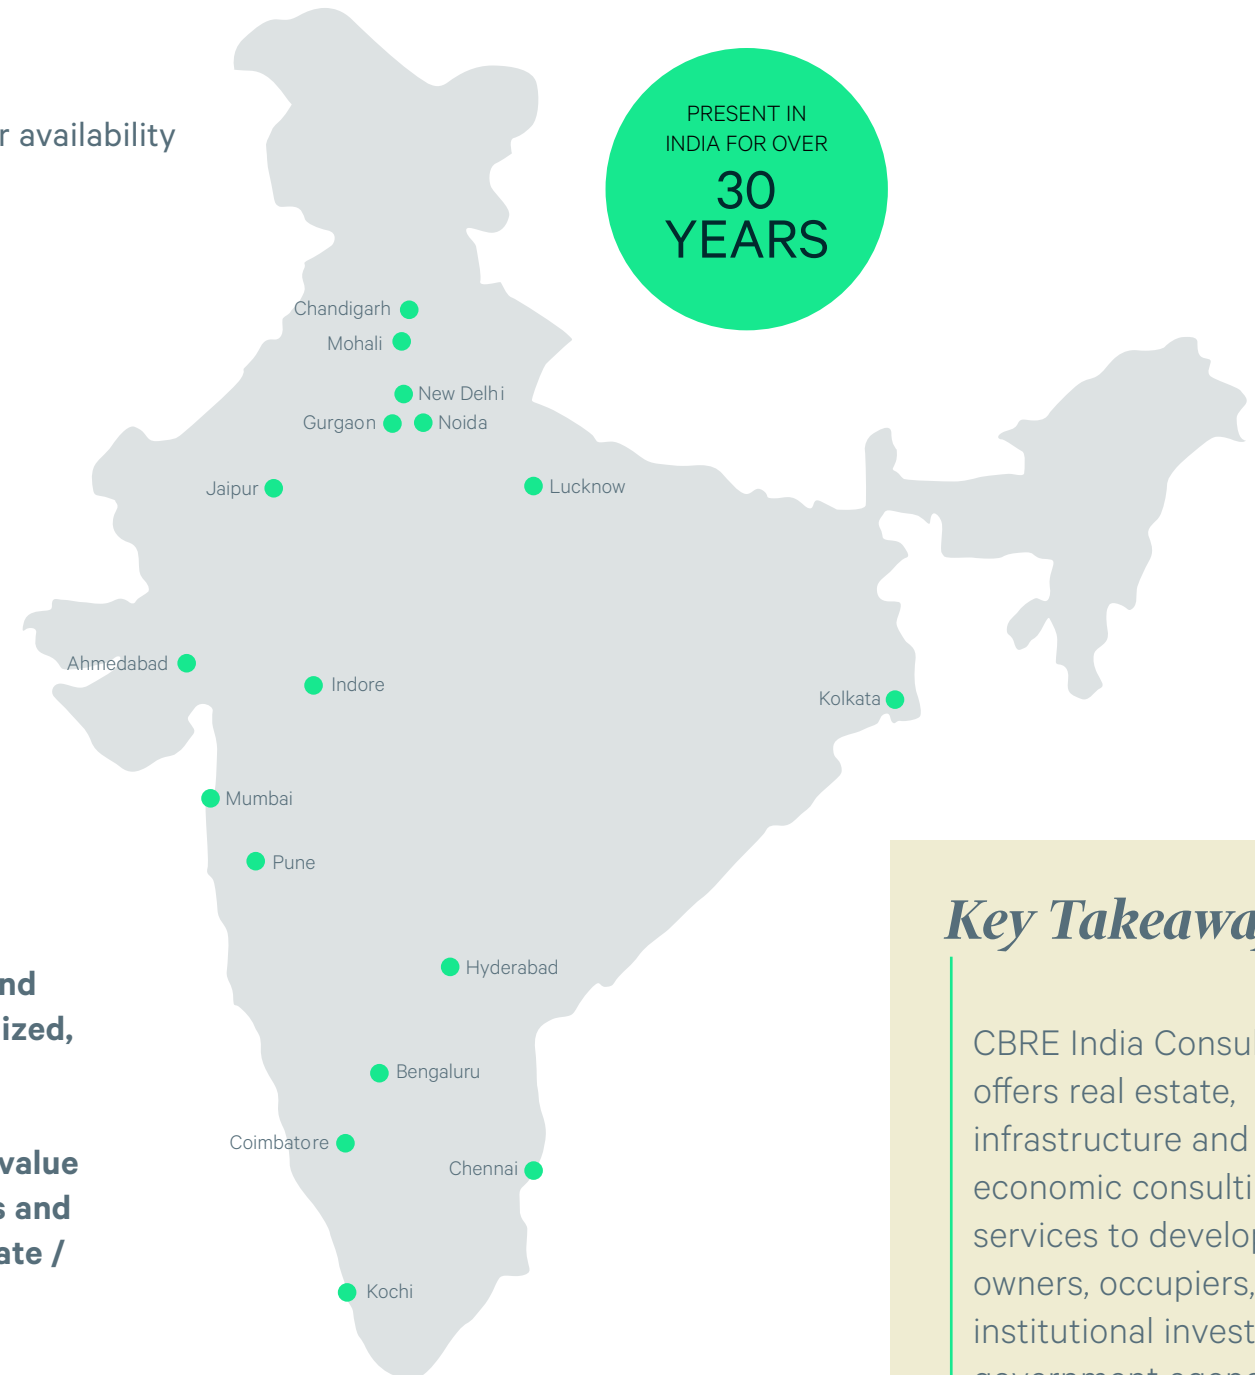 r availability
PRESENT IN
INDIA FOR OVER
30
YEARS
Chandigarh
Mohali
New Delhi
Gurgaon
Noida
Jaipur
Lucknow
Ahmedabad
Indore
Kolkata
Mumbai
Pune
Hyderabad
Bengaluru
Coimbatore
Chennai
Kochi
nd
ized,
value
s and
ate /
Key Takeaway
CBRE India Consu
offers real estate,
infrastructure and
economic consulti
services to develop
owners, occupiers,
institutional invest